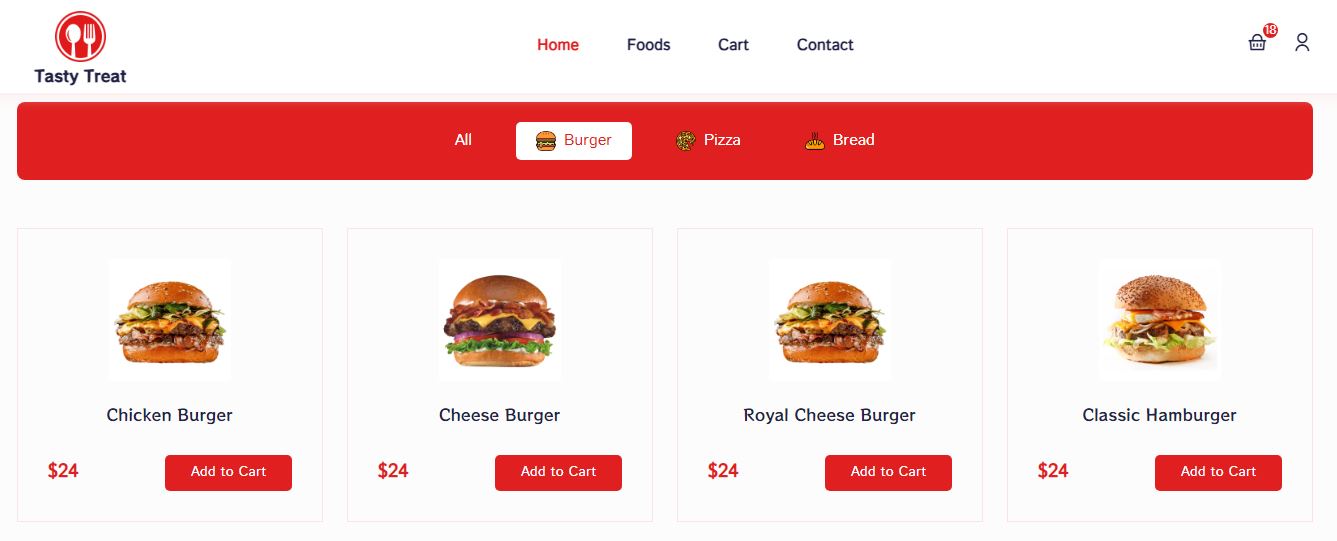 Tasty Treat
Home Foods Cart Contact
18
All Burger Pizza Bread
Chicken Burger
$24 Add to Cart
Cheese Burger
$24 Add to Cart
Royal Cheese Burger
$24 Add to Cart
Classic Hamburger
$24 Add to Cart